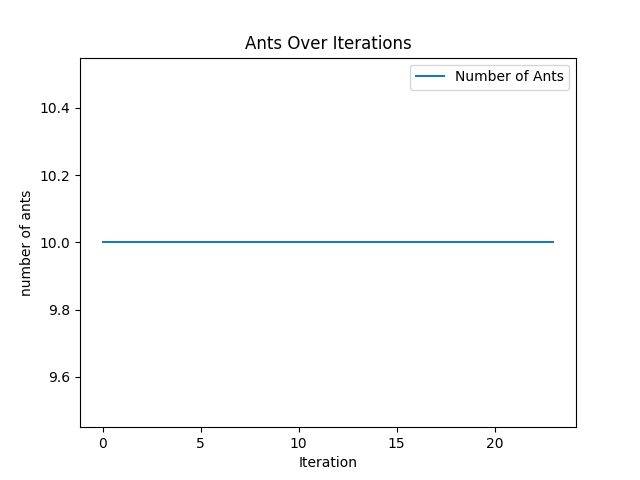 Ants Over Iterations
Number of Ants
number of ants
10.4
10.2
10.0
9.8
9.6
0 5 10 15 20
Iteration